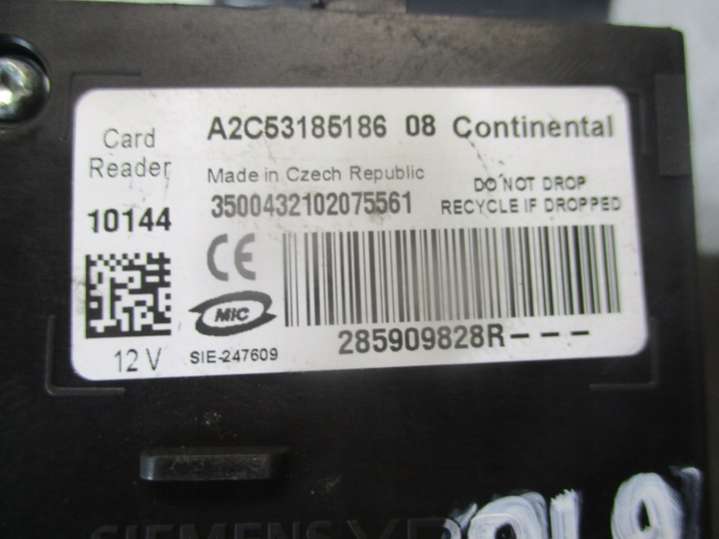 Card Reader
10144
A2C53185186 08 Continental
Made in Czech Republic
3500432102075561
DO NOT DROP
RECYCLE IF DROPPED
CE
MIC
285909828R---
12 V
SIE-247609
SIEMENS